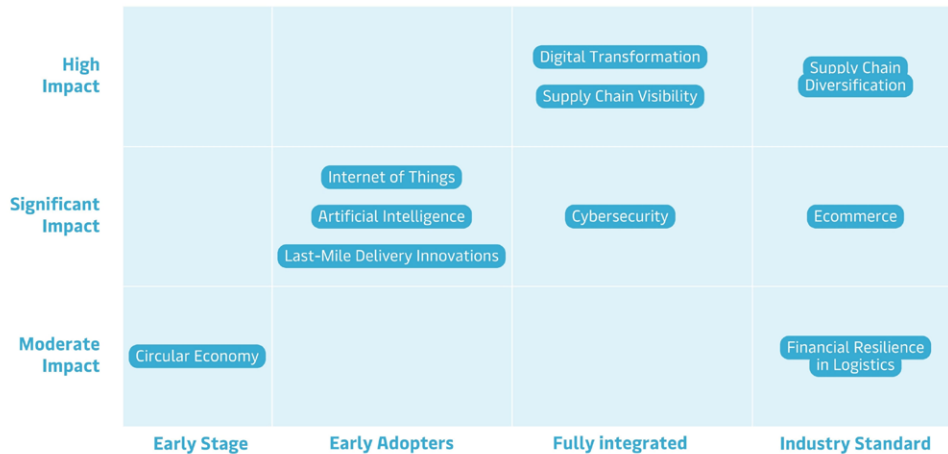 High
Impact
Digital Transformation
Supply Chain Visibility
Supply Chain
Diversification
Significant
Impact
Internet of Things
Artificial Intelligence
Last-Mile Delivery Innovations
Cybersecurity
Ecommerce
Moderate
Impact
Circular Economy
Financial Resilience
in Logistics
Early Stage
Early Adopters
Fully integrated
Industry Standard